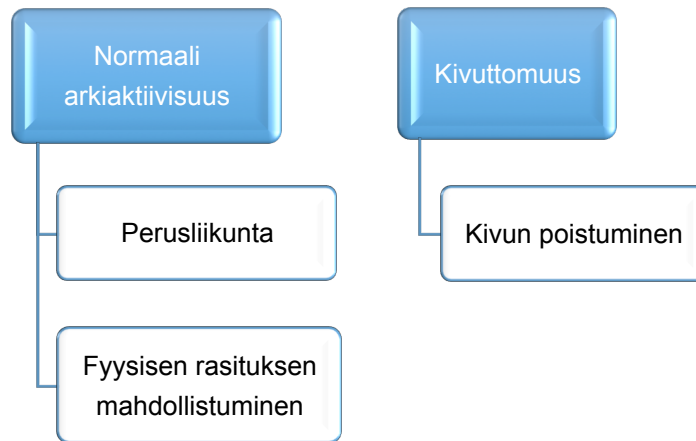 Normaali
arkiaktiivisuus
Perusliikunta
Fyysisen rasituksen
mahdollistuminen
Kivuttomuus
Kivun poistuminen